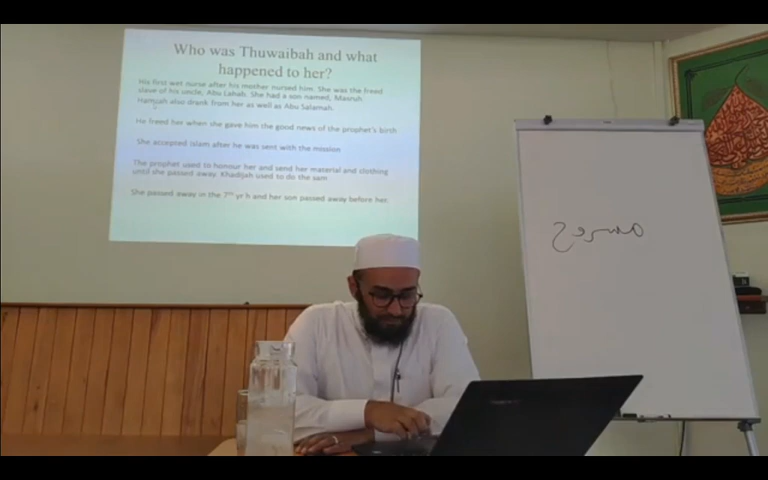 Who was Thuwaibah and what
happened to her?
His first wet nurse after his mother nursed him. She was the freed
slave of his uncle, Abu Lahab. She had a son named, Masruh.
Hamzah also drank from her as well as Abu Salamah.
He freed her when she gave him the good news of the prophet's birth
She accepted Islam after he was sent with the mission
The prophet used to honour her and send her material and clothing
until she passed away. Khadijah used to do the sam
She passed away in the 7th yr h and her son passed away before her.
مسروح